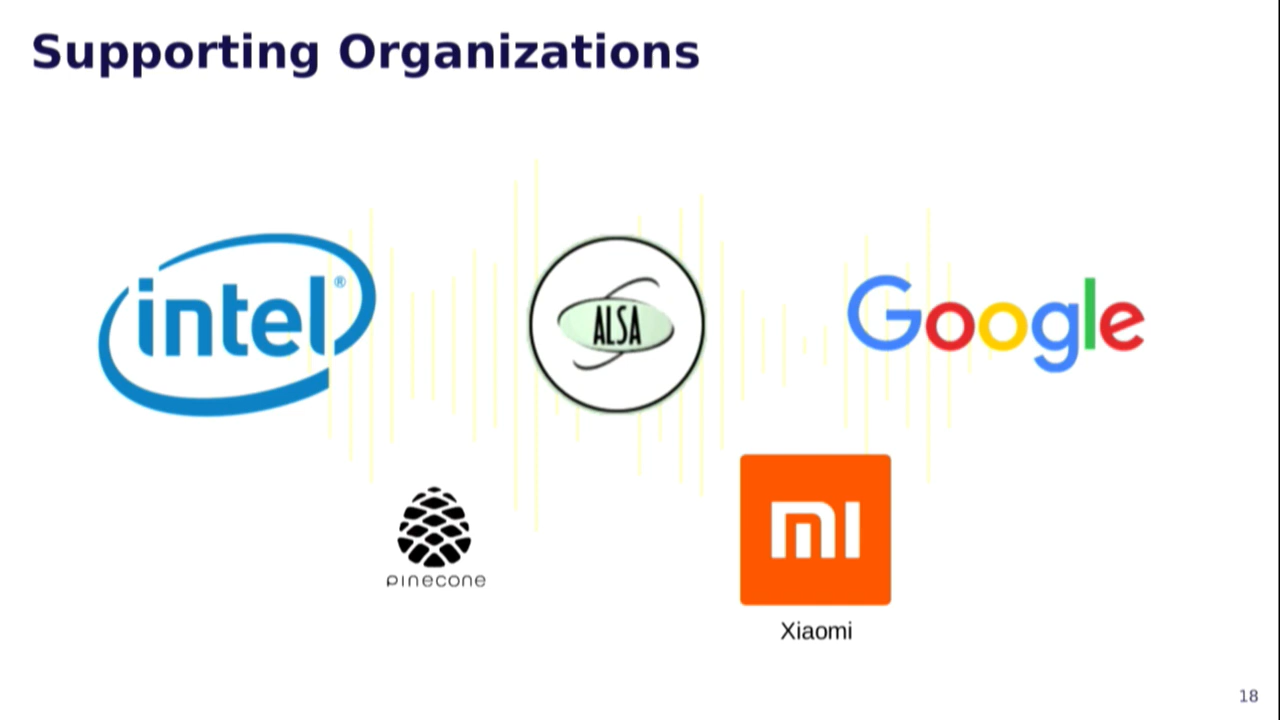 Supporting Organizations
intel®
ALSA
Google
pinecone
mi
Xiaomi
18